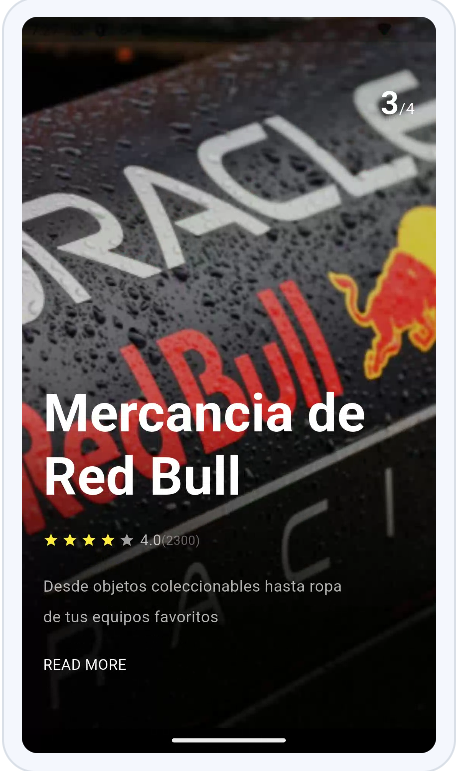 3/4
ORACLE
Red Bull
Mercancia de
Red Bull
4.0(2300)
Desde objetos coleccionables hasta ropa
de tus equipos favoritos
READ MORE